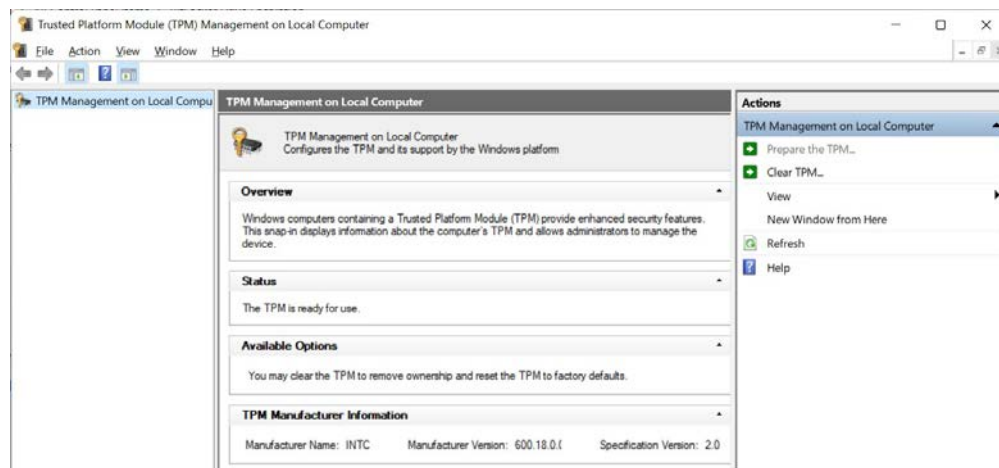 Trusted Platform Module (TPM) Management on Local Computer
File Action View Window Help
TPM Management on Local Compu
TPM Management on Local Computer
TPM Management on Local Computer
Configures the TPM and its support by the Windows platform
Overview
Windows computers containing a Trusted Platform Module (TPM) provide enhanced security features.
This snap-in displays information about the computer's TPM and allows administrators to manage the
device.
Status
The TPM is ready for use.
Available Options
You may clear the TPM to remove ownership and reset the TPM to factory defaults.
TPM Manufacturer Information
Manufacturer Name: INTC Manufacturer Version: 600.18.0.( Specification Version: 2.0
Actions
TPM Management on Local Computer
Prepare the TPM...
Clear TPM...
View
New Window from Here
Refresh
Help